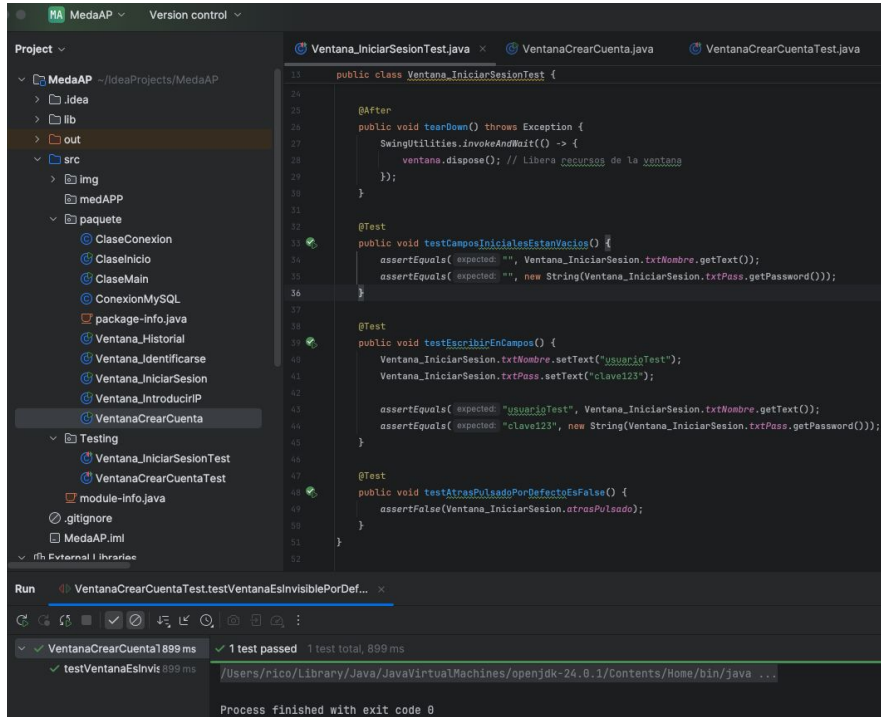 MA MedaAP Version control
Project
Ventana_IniciarSesionTest.java × VentanaCrearCuenta.java VentanaCrearCuentaTest.java
MedaAP ~/IdeaProjects/MedaAP
.idea
lib
out
src
img
medAPP
paquete
ClaseConexion
ClaseInicio
ClaseMain
ConexionMySQL
package-info.java
Ventana_Historial
Ventana_Identificarse
Ventana_IniciarSesion
Ventana_IntroducirIP
VentanaCrearCuenta
Testing
Ventana_IniciarSesionTest
VentanaCrearCuentaTest
module-info.java
.gitignore
MedaAP.iml
External Libraries
13 public class Ventana_IniciarSesionTest {
24
25 @After
26 public void tearDown() throws Exception {
27 SwingUtilities.invokeAndWait(() -> {
28 ventana.dispose(); // Libera recursos de la ventana
29 });
30 }
31
32 @Test
33 public void testCamposInicialesEstanVacios() {
34 assertEquals( expected: "", Ventana_IniciarSesion.txtNombre.getText());
35 assertEquals( expected: "", new String(Ventana_IniciarSesion.txtPass.getPassword()));
36 }
37
38 @Test
39 public void testEscribirEnCampos() {
40 Ventana_IniciarSesion.txtNombre.setText("usuarioTest");
41 Ventana_IniciarSesion.txtPass.setText("clave123");
42
43 assertEquals( expected: "usuarioTest", Ventana_IniciarSesion.txtNombre.getText());
44 assertEquals( expected: "clave123", new String(Ventana_IniciarSesion.txtPass.getPassword()));
45 }
46
47 @Test
48 public void testAtrasPulsadoPorDefectoEsFalse() {
49 assertFalse(Ventana_IniciarSesion.atrasPulsado);
50 }
51 }
52
Run VentanaCrearCuentaTest.testVentanaEsInvisiblePorDef... ×
VentanaCrearCuentaT 899 ms
testVentanaEsInvis 899 ms
1 test passed 1 test total, 899 ms
/Users/rico/Library/Java/JavaVirtualMachines/openjdk-24.0.1/Contents/Home/bin/java ...
Process finished with exit code 0